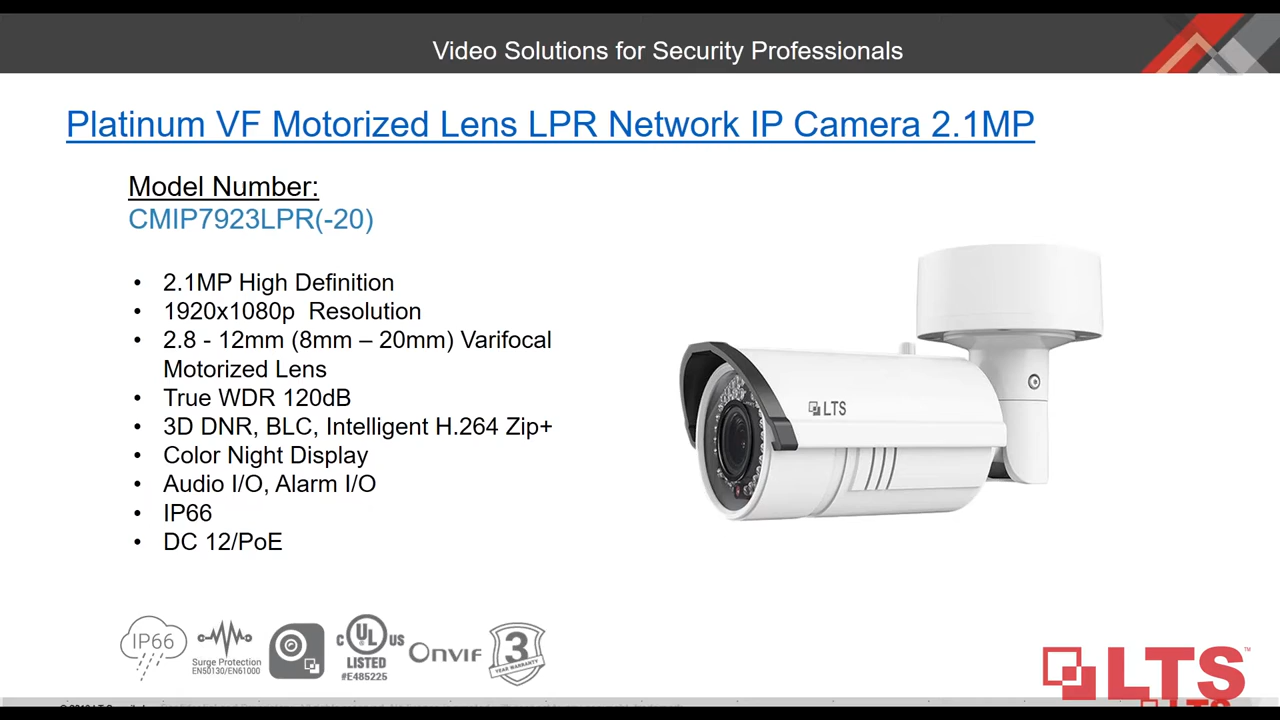 Video Solutions for Security Professionals
Platinum VF Motorized Lens LPR Network IP Camera 2.1MP
Model Number:
CMIP7923LPR(-20)
• 2.1MP High Definition
• 1920x1080p Resolution
• 2.8 - 12mm (8mm – 20mm) Varifocal
Motorized Lens
• True WDR 120dB
• 3D DNR, BLC, Intelligent H.264 Zip+
• Color Night Display
• Audio I/O, Alarm I/O
• IP66
• DC 12/PoE
LTS
IP66
Surge Protection
EN50130/EN61000
C UL US
LISTED
#E485225
Onvif
3
YEAR WARRANTY
LTS™